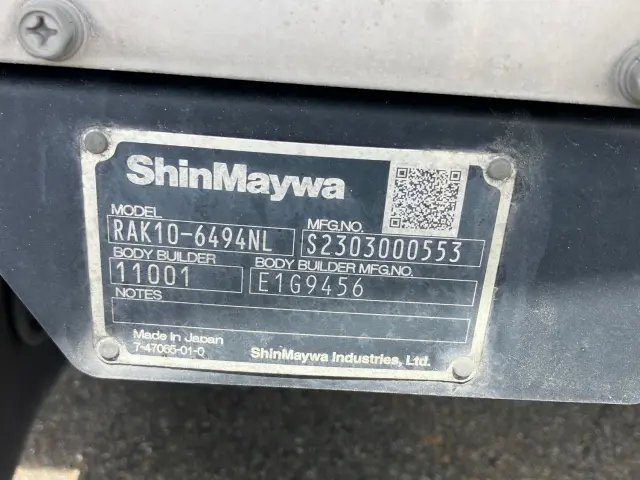 ShinMaywa
MODEL MFG.NO.
RAK10-6494NL S2303000553
BODY BUILDER BODY BUILDER MFG.NO.
11001 E1G9456
NOTES
Made in Japan
7-47065-01-0 ShinMaywa Industries, Ltd.